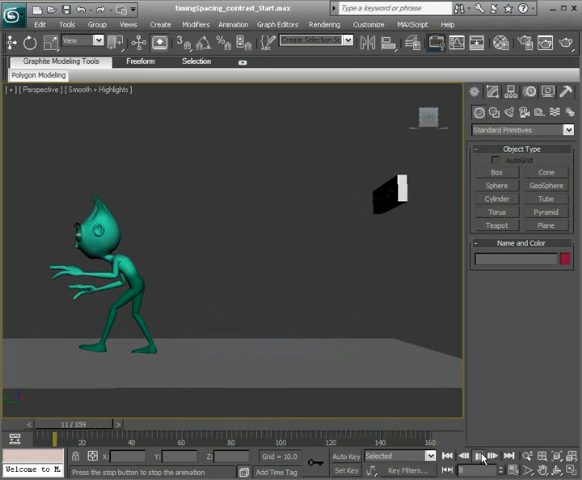 timingSpacing_contrast_Start.max
Type a keyword or phrase
Edit Tools Group Views Create Modifiers Animation Graph Editors Rendering Customize MAXScript Help
View
Create Selection Se
Graphite Modeling Tools Freeform Selection
Polygon Modeling
[ + ] [ Perspective ] [ Smooth + Highlights ]
Standard Primitives
- Object Type
AutoGrid
Box Cone
Sphere GeoSphere
Cylinder Tube
Torus Pyramid
Teapot Plane
- Name and Color
< 11 / 159 >
20 40 60 80 100 120 140 160
X: Y: Z: Grid = 10.0 Auto Key Selected
Welcome to M Press the stop button to stop the animation Add Time Tag Set Key Key Filters... 8